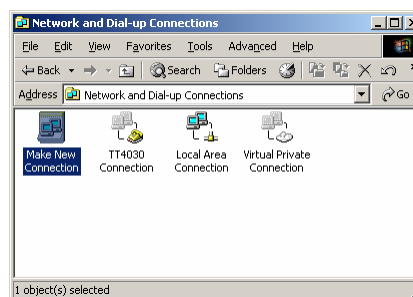 Network and Dial-up Connections
File Edit View Favorites Tools Advanced Help
Back Search Folders
Address Network and Dial-up Connections Go
Make New Connection
TT4030 Connection
Local Area Connection
Virtual Private Connection
1 object(s) selected